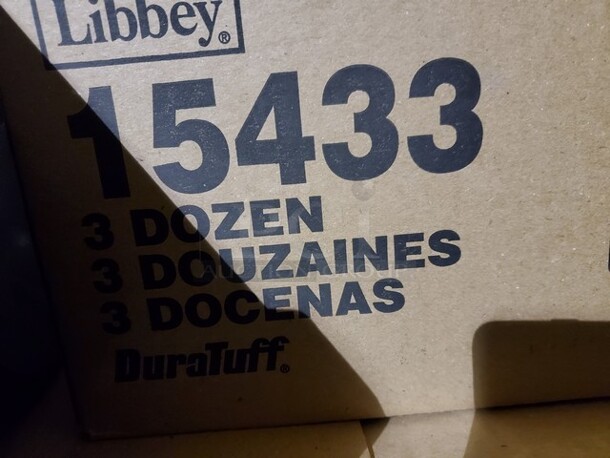 Libbey®
15433
3 DOZEN
3 DOUZAINES
3 DOCENAS
DuraTuff®